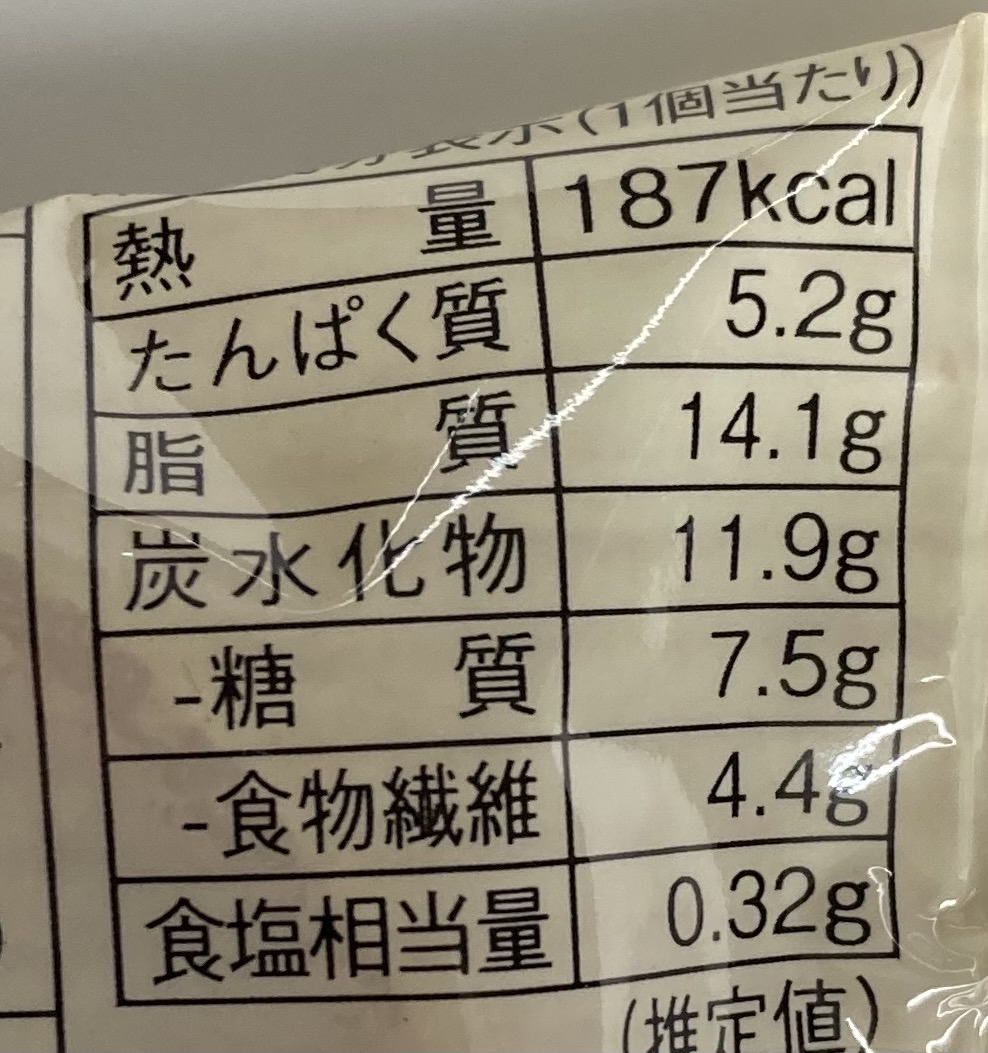 表示(1個当たり)
熱量 187kcal
たんぱく質 5.2g
脂質 14.1g
炭水化物 11.9g
-糖質 7.5g
-食物繊維 4.4g
食塩相当量 0.32g
(推定値)